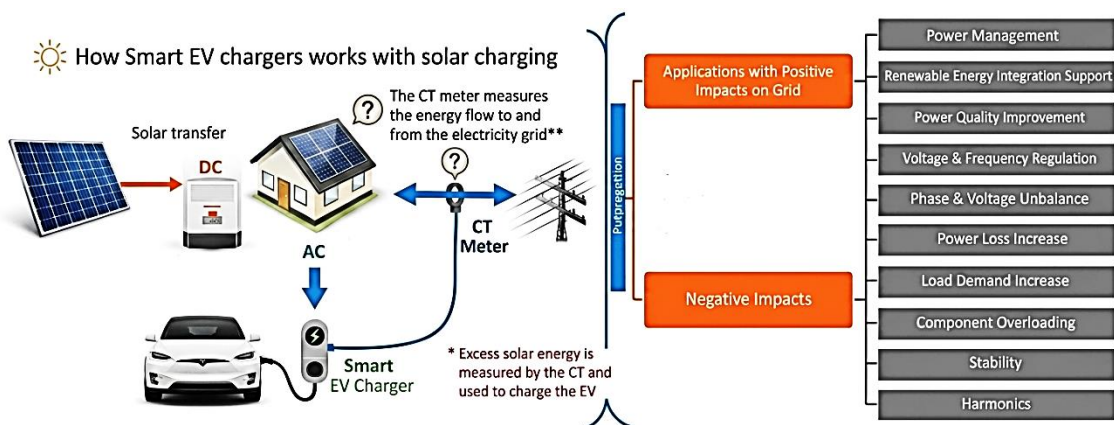 How Smart EV chargers works with solar charging
Solar transfer
DC
?
The CT meter measures
the energy flow to and
from the electricity grid**
?
AC
CT
Meter
Smart
EV Charger
* Excess solar energy is
measured by the CT and
used to charge the EV
Putpregetion
Applications with Positive
Impacts on Grid
Negative Impacts
Power Management
Renewable Energy Integration Support
Power Quality Improvement
Voltage & Frequency Regulation
Phase & Voltage Unbalance
Power Loss Increase
Load Demand Increase
Component Overloading
Stability
Harmonics